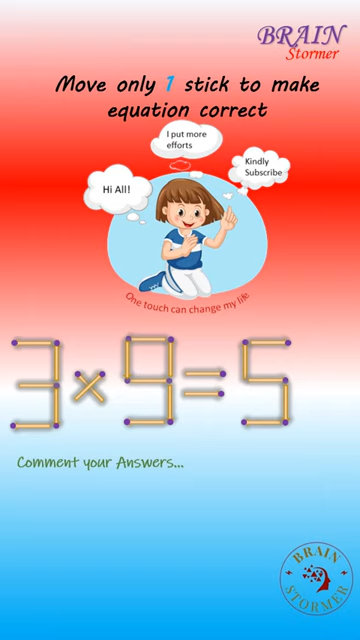 BRAIN
Stormer
Move only 1 stick to make
equation correct
I put more
efforts
Kindly
Subscribe
Hi All!
One touch can change my life
3×9=5
Comment your Answers...
BRAIN
STORMER